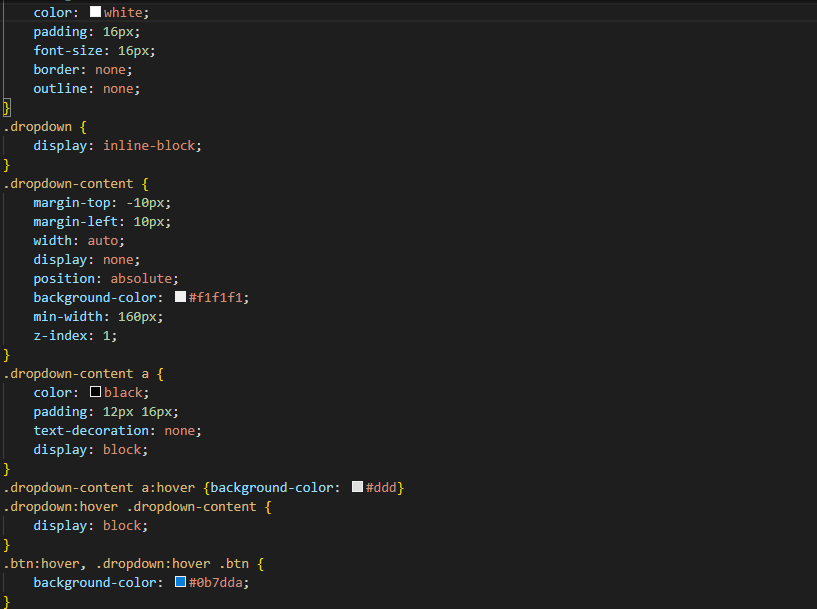 color: white;
padding: 16px;
font-size: 16px;
border: none;
outline: none;
}
.dropdown {
display: inline-block;
}
.dropdown-content {
margin-top: -10px;
margin-left: 10px;
width: auto;
display: none;
position: absolute;
background-color: #f1f1f1;
min-width: 160px;
z-index: 1;
}
.dropdown-content a {
color: black;
padding: 12px 16px;
text-decoration: none;
display: block;
}
.dropdown-content a:hover {background-color: #ddd}
.dropdown:hover .dropdown-content {
display: block;
}
.btn:hover, .dropdown:hover .btn {
background-color: #0b7dda;
}